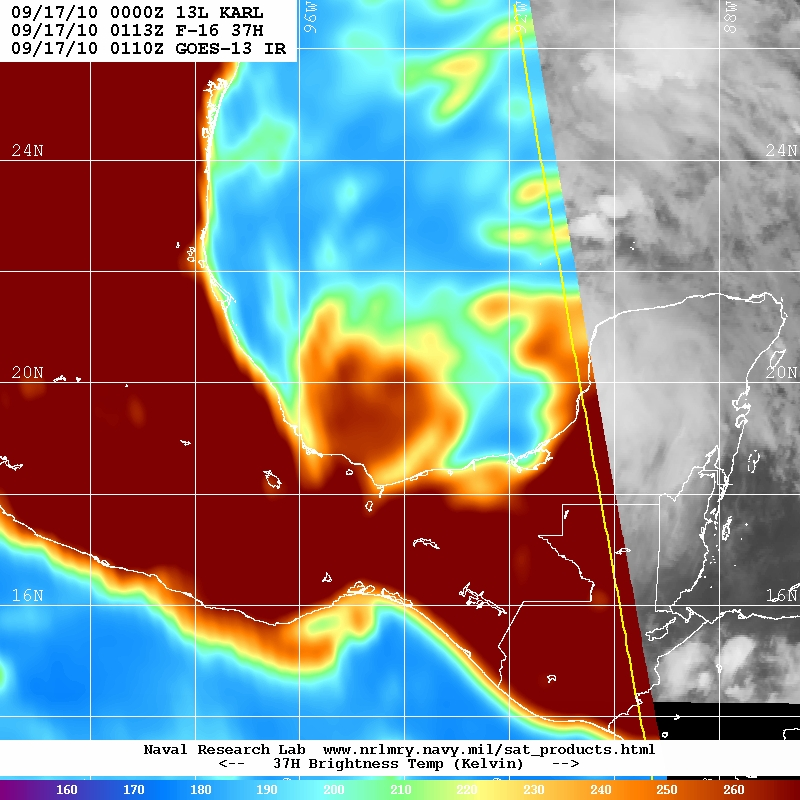 09/17/10 0000Z 13L KARL
09/17/10 0113Z F-16 37H
09/17/10 0110Z GOES-13 IR
96W
92W
88W
24N
24N
20N
20N
16N
16N
Naval Research Lab www.nrlmry.navy.mil/sat_products.html
<-- 37H Brightness Temp (Kelvin) -->
160 170 180 190 200 210 220 230 240 250 260